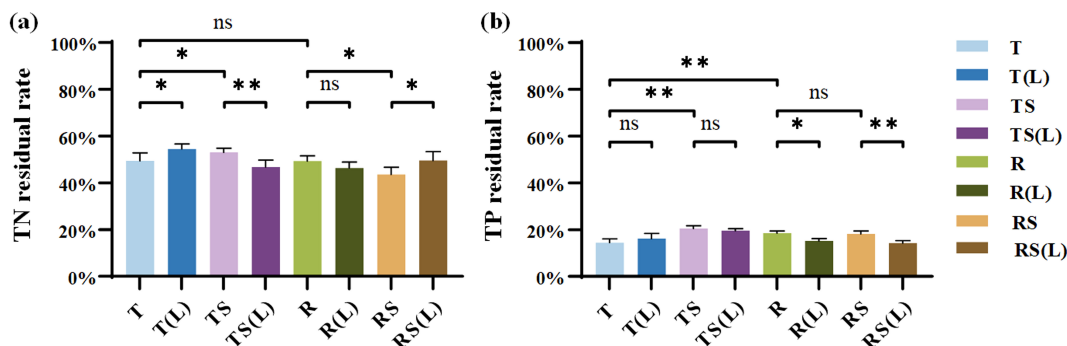 (a)
TN residual rate
100%
80%
60%
40%
20%
0%
ns
*
*
*
**
ns
*
T
T(L)
TS
TS(L)
R
R(L)
RS
RS(L)
(b)
TP residual rate
100%
80%
60%
40%
20%
0%
**
**
ns
ns
ns
*
**
T
T(L)
TS
TS(L)
R
R(L)
RS
RS(L)
T
T(L)
TS
TS(L)
R
R(L)
RS
RS(L)